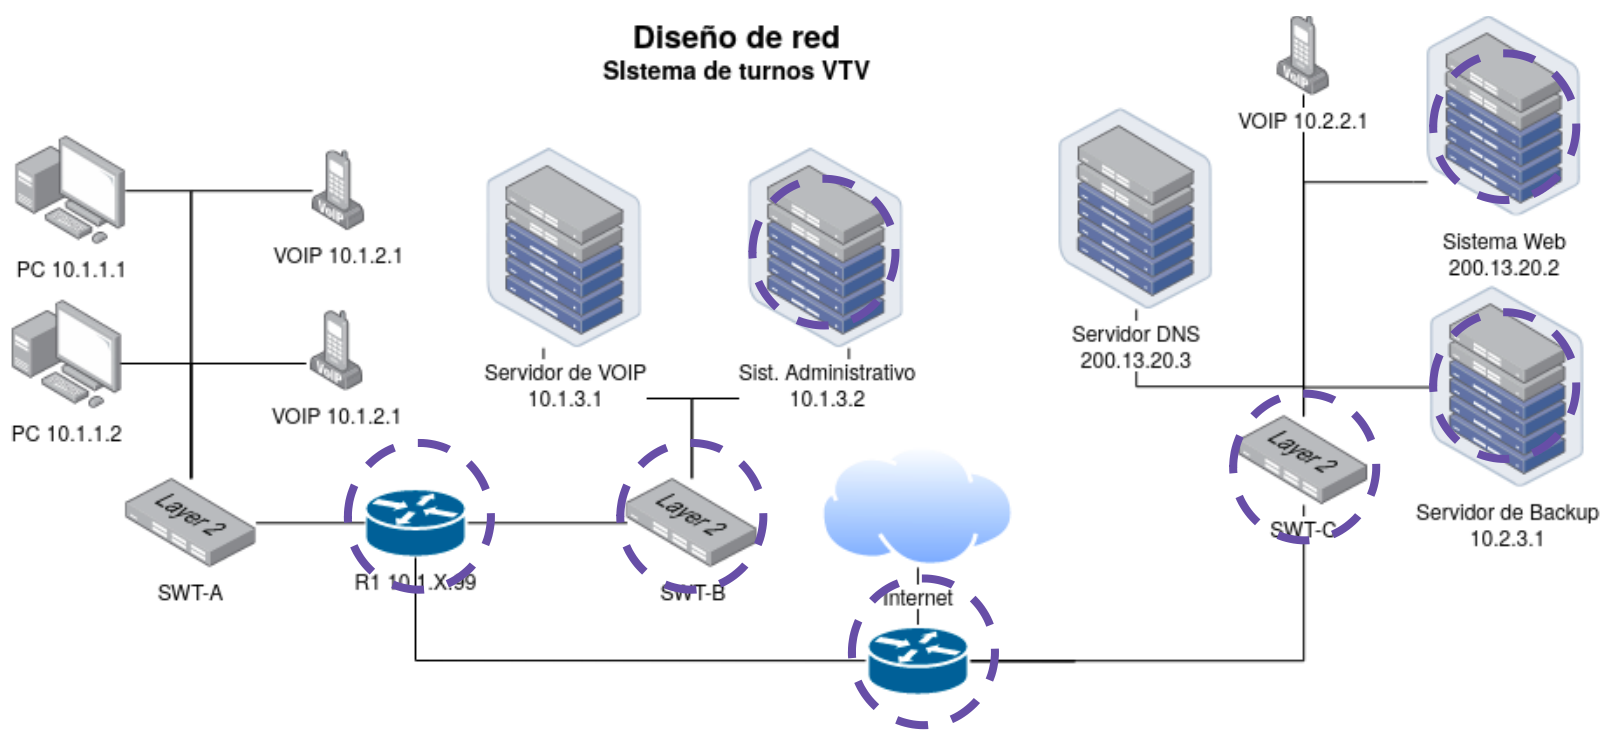 Diseño de red
SIstema de turnos VTV
VoIP
VOIP 10.2.2.1
PC 10.1.1.1
VoIP
VOIP 10.1.2.1
Sistema Web
200.13.20.2
PC 10.1.1.2
VoIP
VOIP 10.1.2.1
Servidor de VOIP
10.1.3.1
Sist. Administrativo
10.1.3.2
Servidor DNS
200.13.20.3
Layer 2
SWT-A
R1 10.1.X.99
Layer 2
SWT-B
Internet
Layer 2
SWT-C
Servidor de Backup
10.2.3.1